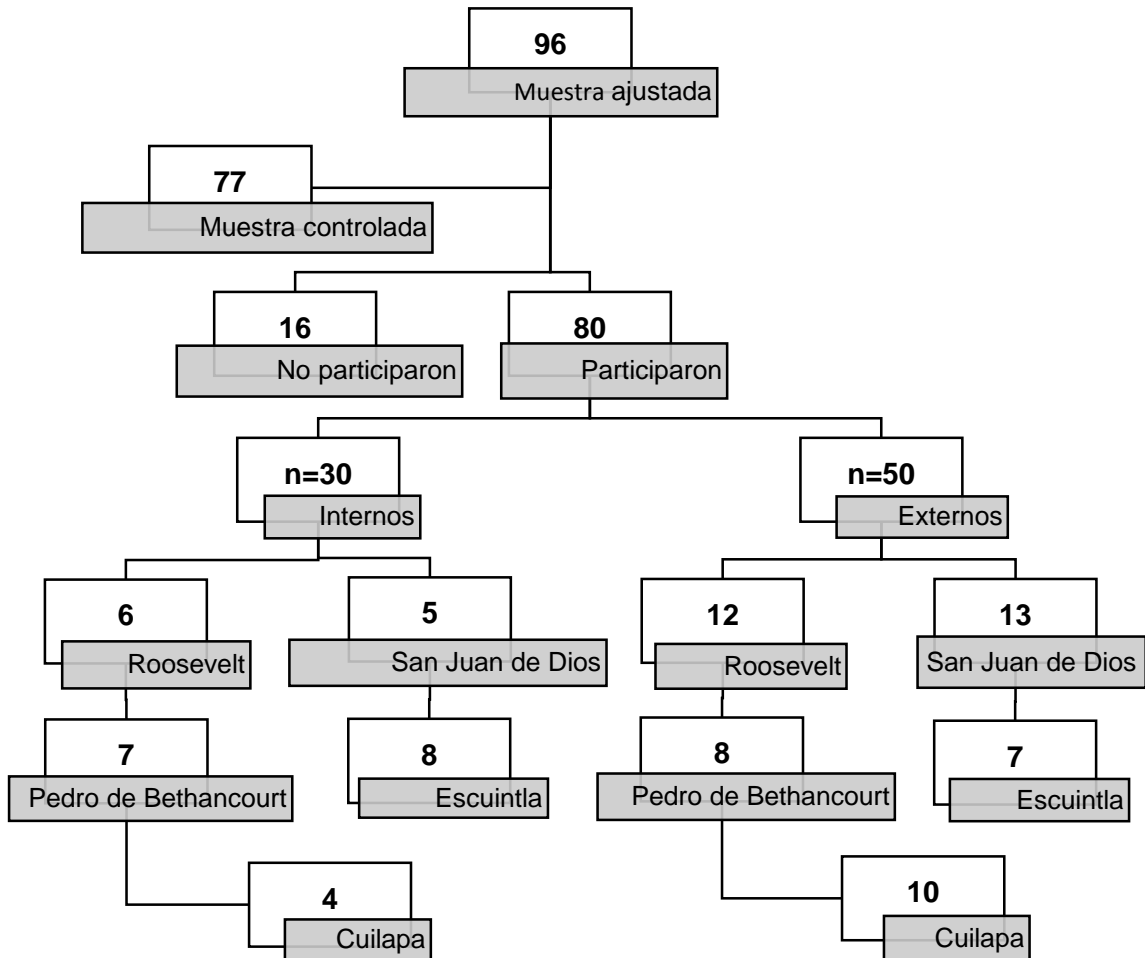 96
Muestra ajustada
77
Muestra controlada
16
No participaron
80
Participaron
n=30
Internos
n=50
Externos
6
Roosevelt
5
San Juan de Dios
12
Roosevelt
13
San Juan de Dios
7
Pedro de Bethancourt
8
Escuintla
8
Pedro de Bethancourt
7
Escuintla
4
Cuilapa
10
Cuilapa